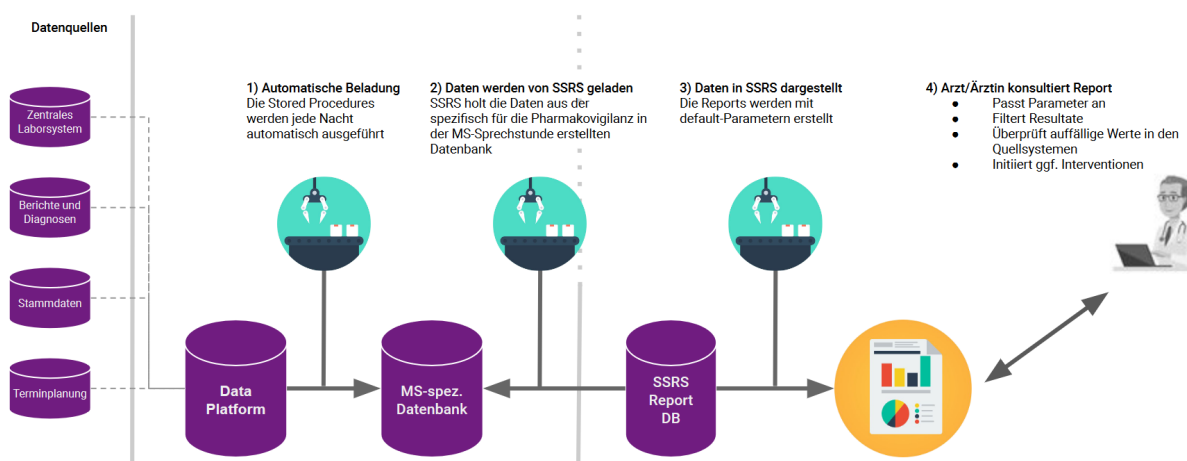 Datenquellen
Zentrales
Laborsystem
Berichte und
Diagnosen
Stammdaten
Terminplanung
1) Automatische Beladung
Die Stored Procedures
werden jede Nacht
automatisch ausgeführt
2) Daten werden von SSRS geladen
SSRS holt die Daten aus der
spezifisch für die Pharmakovigilanz in
der MS-Sprechstunde erstellten
Datenbank
3) Daten in SSRS dargestellt
Die Reports werden mit
default-Parametern erstellt
4) Arzt/Ärztin konsultiert Report
● Passt Parameter an
● Filtert Resultate
● Überprüft auffällige Werte in den
Quellsystemen
● Initiiert ggf. Interventionen
Data
Platform
MS-spez.
Datenbank
SSRS
Report
DB